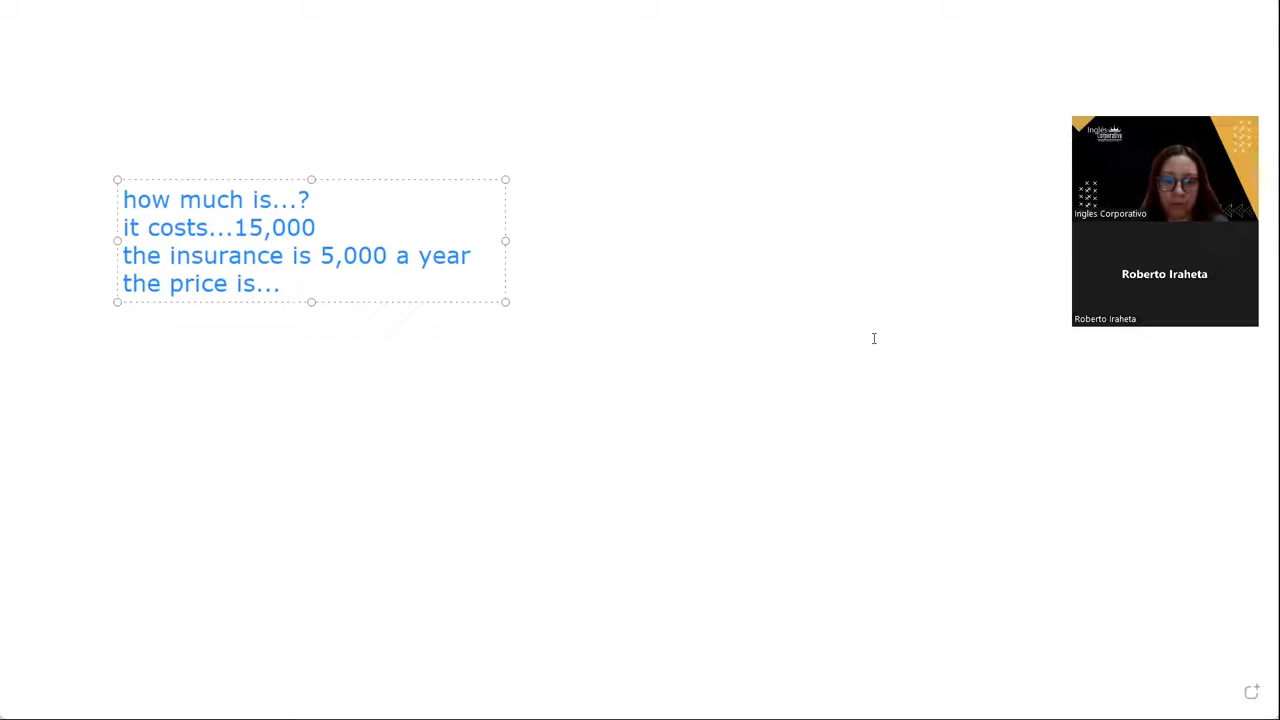 how much is...?
it costs...15,000
the insurance is 5,000 a year
the price is...
Inglés
Corporativo
Ingles Corporativo
Roberto Iraheta
Roberto Iraheta